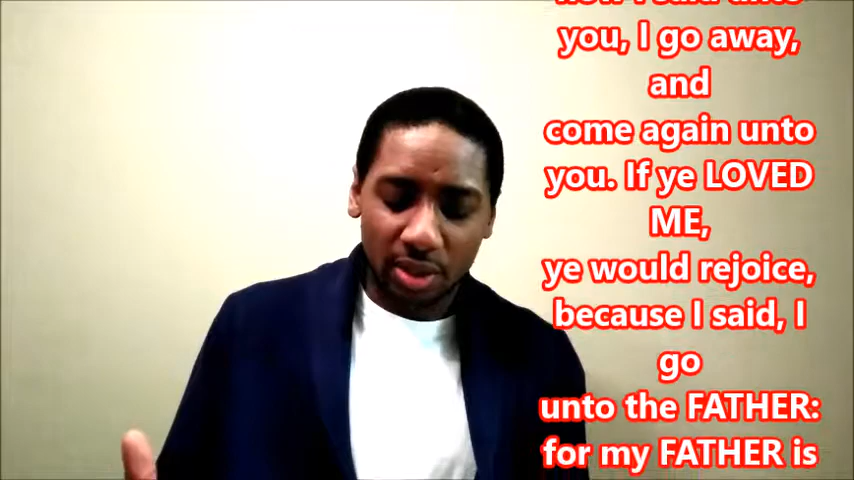 you, I go away,
and
come again unto
you. If ye LOVED
ME,
ye would rejoice,
because I said, I
go
unto the FATHER:
for my FATHER is